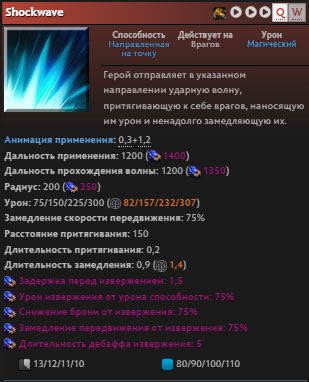 Shockwave
Q W
Способность Действует на Урон
Направленная Врагов Магический
на точку
Герой отправляет в указанном
направлении ударную волну,
притягивающую к себе врагов, наносящую
им урон и ненадолго замедляющую их.
Анимация применения: 0,3+1,2
Дальность применения: 1200 (1400)
Дальность прохождения волны: 1200 (1350)
Радиус: 200 (250)
Урон: 75/150/225/300 (82/157/232/307)
Замедление скорости передвижения: 75%
Расстояние притягивания: 150
Длительность притягивания: 0,2
Длительность замедления: 0,9 (1,4)
Задержка перед извержением: 1,5
Урон извержения от урона способности: 75%
Снижение брони от извержения: 75%
Замедление передвижения от извержения: 75%
Длительность дебаффа извержения: 5
13/12/11/10 80/90/100/110